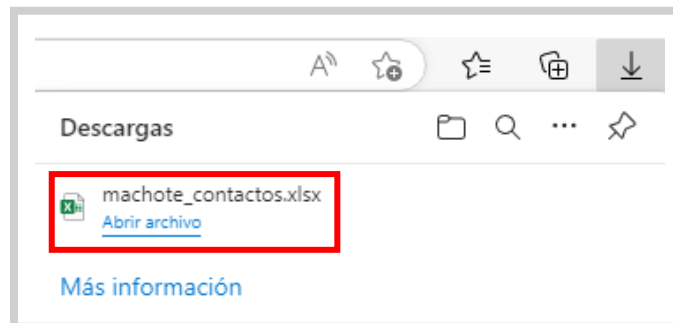 Descargas
machote_contactos.xlsx
Abrir archivo
Más información